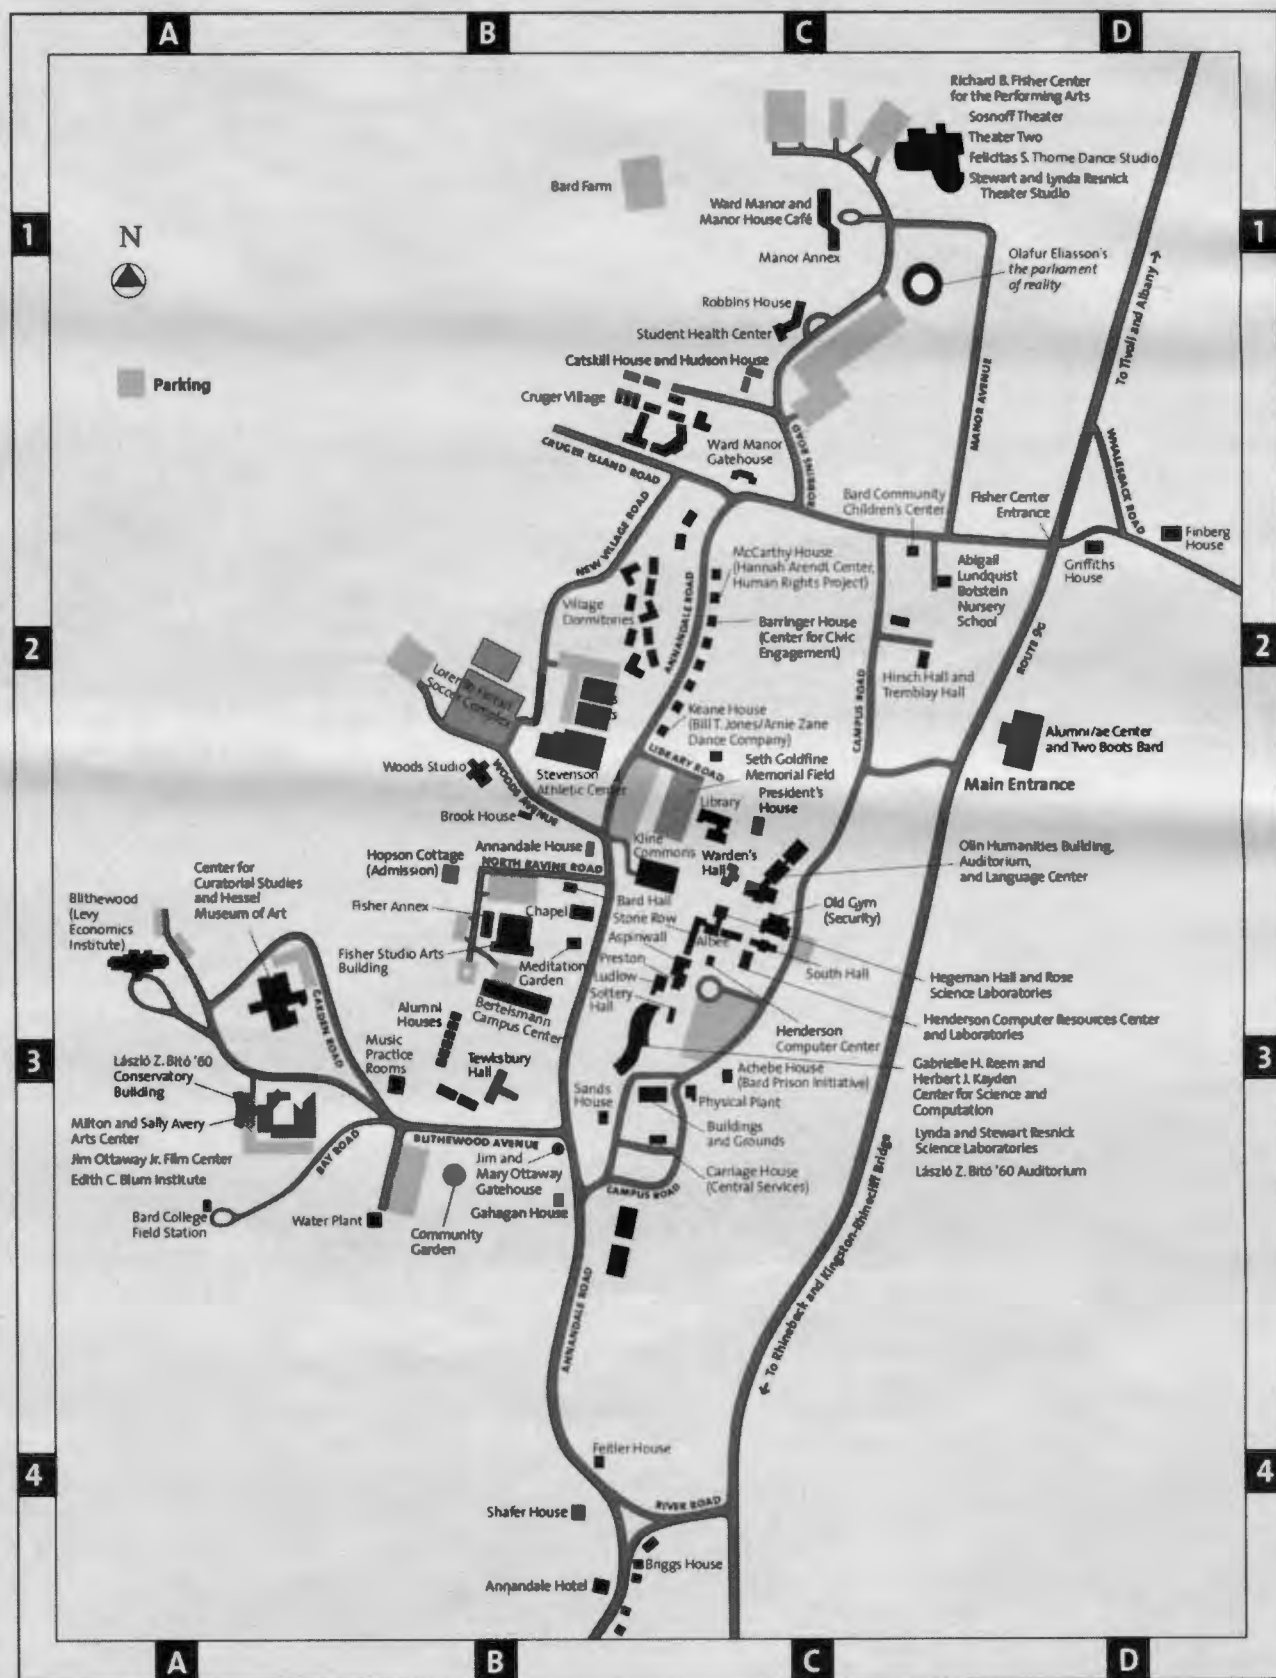 A
B
C
D
Richard B. Fisher Center
for the Performing Arts
Sosnoff Theater
Theater Two
Felicitas S. Thorne Dance Studio
Stewart and Lynda Resnick
Theater Studio
Bard Farm
Ward Manor and
Manor House Café
1
1
N
Manor Annex
Olafur Eliasson's
the parliament
of reality
To Tivoli and Albany →
Robbins House
Student Health Center
Catskill House and Hudson House
Parking
Cruger Village
MANOR AVENUE
ROBBINS ROAD
CRUGER ISLAND ROAD
Ward Manor
Gatehouse
WHALESBACK ROAD
Bard Community
Children's Center
Fisher Center
Entrance
NEW VILLAGE ROAD
Finberg
House
Griffiths
House
McCarthy House
(Hannah Arendt Center,
Human Rights Project)
Abigail
Lundquist
Botstein
Nursery
School
Village
Dormitories
ANNANDALE ROAD
Barringer House
(Center for Civic
Engagement)
2
2
ROUTE 9G
Lorenzo Ferrari
Soccer Complex
Hirsch Hall and
Tremblay Hall
CAMPUS ROAD
Keane House
(Bill T. Jones/Arnie Zane
Dance Company)
Alumni/ae Center
and Two Boots Bard
LIBRARY ROAD
Woods Studio
WOODS AVENUE
Stevenson
Athletic Center
Seth Goldfine
Memorial Field
Main Entrance
President's
House
Library
Brook House
Kline
Commons
Annandale House
Hopson Cottage
(Admission)
NORTH RAVINE ROAD
Warden's
Hall
Olin Humanities Building,
Auditorium,
and Language Center
Center for
Curatorial Studies
and Hessel
Museum of Art
Blithewood
(Levy
Economics
Institute)
Fisher Annex
Chapel
Bard Hall
Old Gym
(Security)
Stone Row
Aspinwall
Albee
Fisher Studio Arts
Building
Meditation
Garden
Preston
Ludlow
South Hall
Hegeman Hall and Rose
Science Laboratories
Sottery
Hall
GARDEN ROAD
Alumni
Houses
Bertelsmann
Campus Center
Henderson
Computer Center
Henderson Computer Resources Center
and Laboratories
3
3
Music
Practice
Rooms
Tewksbury
Hall
László Z. Bitó '60
Conservatory
Building
Achebe House
(Bard Prison Initiative)
Gabrielle H. Reem and
Herbert J. Kayden
Center for Science and
Computation
Sands
House
Physical Plant
Milton and Sally Avery
Arts Center
Buildings
and Grounds
Lynda and Stewart Resnick
Science Laboratories
BLITHEWOOD AVENUE
BAY ROAD
Jim Ottaway Jr. Film Center
Edith C. Blum Institute
Jim and
Mary Ottaway
Gatehouse
Carriage House
(Central Services)
László Z. Bitó '60 Auditorium
CAMPUS ROAD
Bard College
Field Station
Water Plant
Gahagan House
Community
Garden
← To Rhinebeck and Kingston-Rhinecliff Bridge
ANNANDALE ROAD
Feitler House
4
4
Shafer House
RIVER ROAD
Briggs House
Annandale Hotel
A
B
C
D